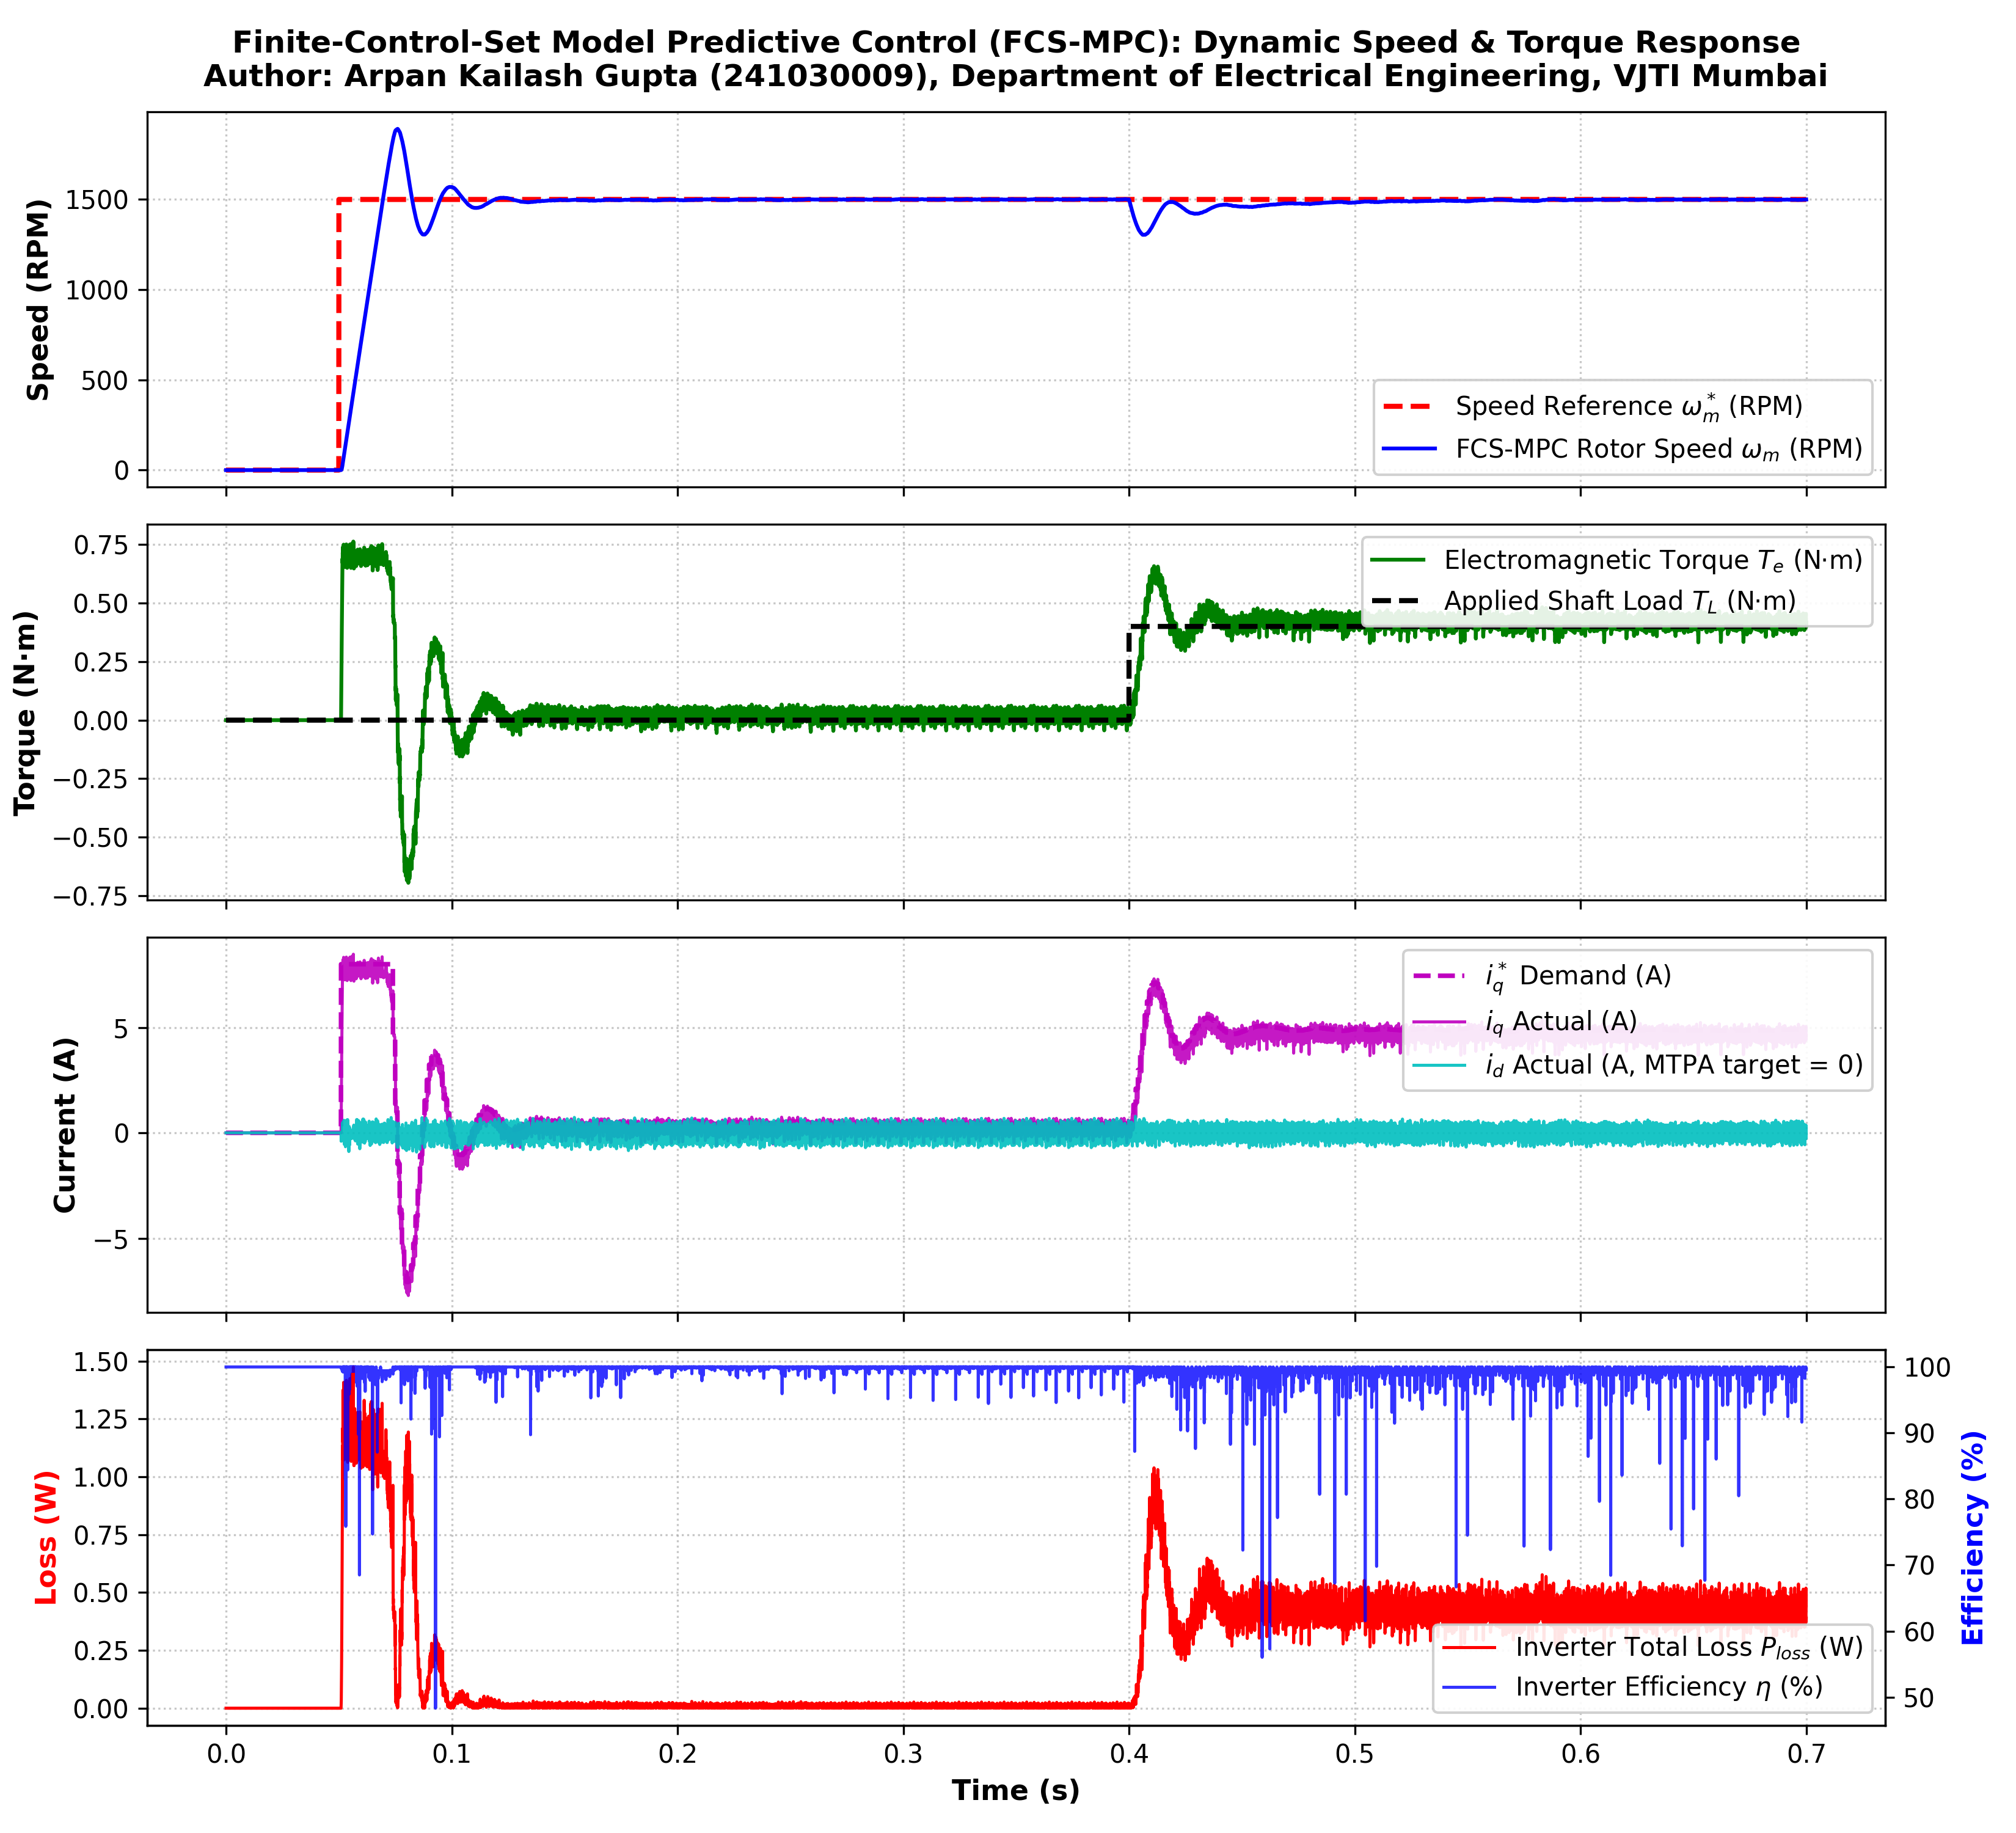 Finite-Control-Set Model Predictive Control (FCS-MPC): Dynamic Speed & Torque Response
Author: Arpan Kailash Gupta (241030009), Department of Electrical Engineering, VJTI Mumbai
Speed (RPM)
1500
1000
500
0
Speed Reference ω*m (RPM)
FCS-MPC Rotor Speed ωm (RPM)
Torque (N·m)
0.75
0.50
0.25
0.00
−0.25
−0.50
−0.75
Electromagnetic Torque Te (N·m)
Applied Shaft Load TL (N·m)
Current (A)
5
0
−5
i*q Demand (A)
iq Actual (A)
id Actual (A, MTPA target = 0)
Loss (W)
1.50
1.25
1.00
0.75
0.50
0.25
0.00
Inverter Total Loss Ploss (W)
Inverter Efficiency η (%)
100
90
80
70
60
50
Efficiency (%)
0.0 0.1 0.2 0.3 0.4 0.5 0.6 0.7
Time (s)